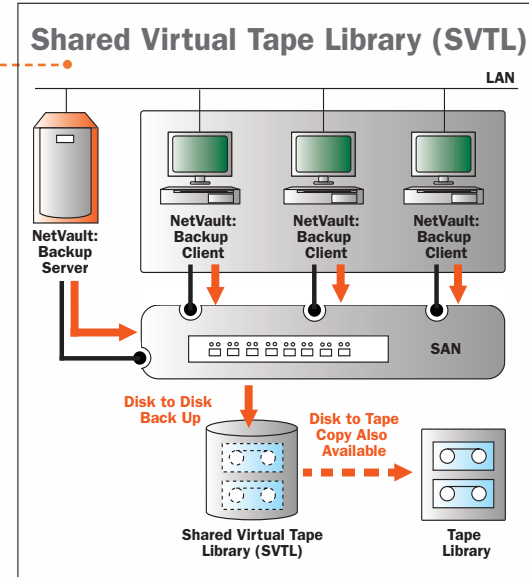 Shared Virtual Tape Library (SVTL)
LAN
NetVault:
Backup
Server
NetVault:
Backup
Client
NetVault:
Backup
Client
NetVault:
Backup
Client
SAN
Disk to Disk
Back Up
Disk to Tape
Copy Also
Available
Shared Virtual Tape
Library (SVTL)
Tape
Library